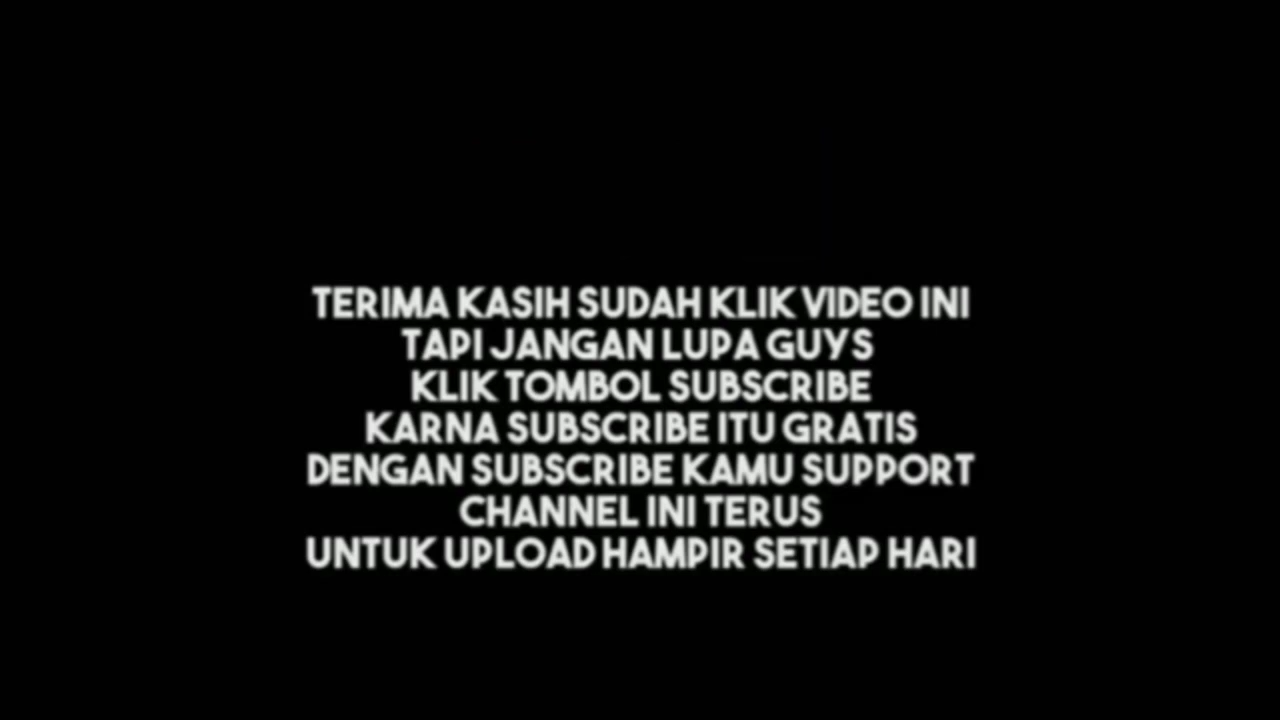 TERIMA KASIH SUDAH KLIK VIDEO INI
TAPI JANGAN LUPA GUYS
KLIK TOMBOL SUBSCRIBE
KARNA SUBSCRIBE ITU GRATIS
DENGAN SUBSCRIBE KAMU SUPPORT
CHANNEL INI TERUS
UNTUK UPLOAD HAMPIR SETIAP HARI